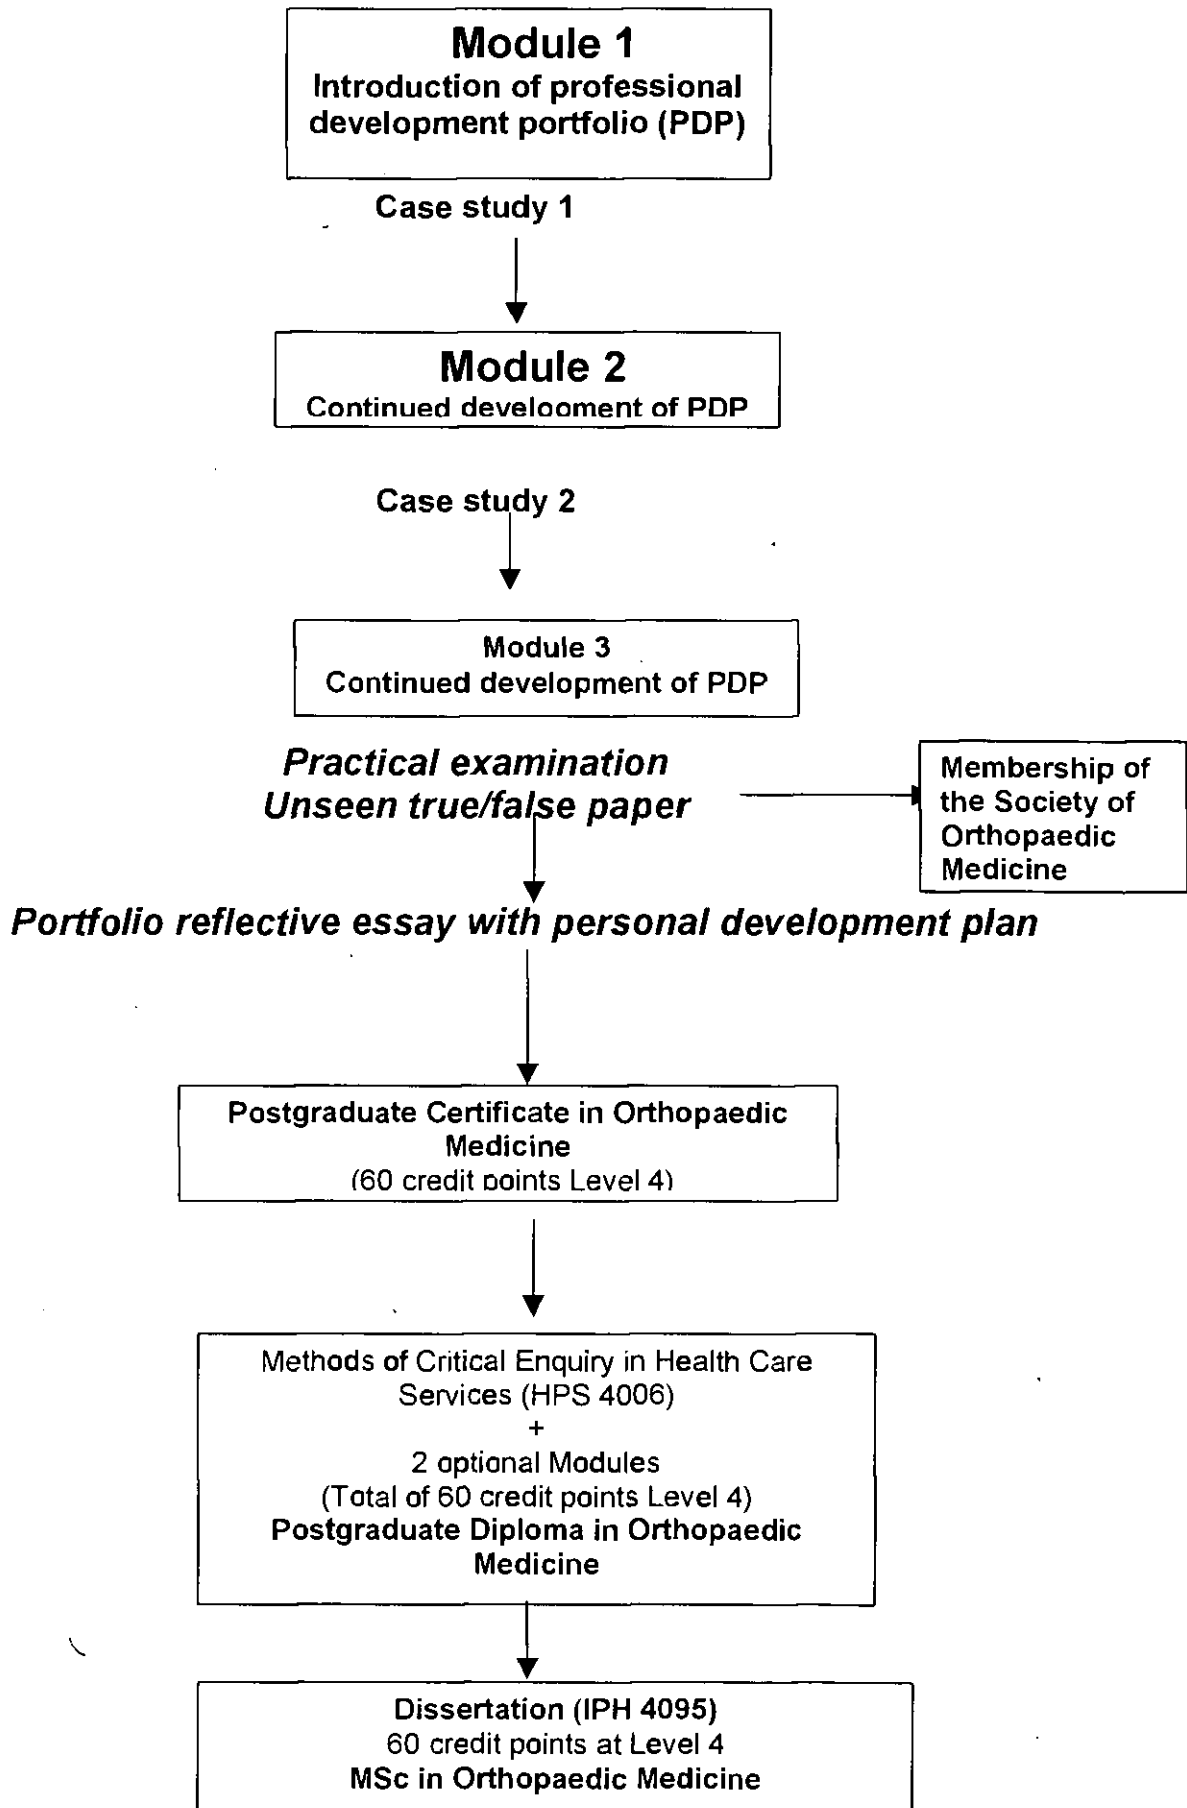 Module 1
Introduction of professional
development portfolio (PDP)
Case study 1
Module 2
Continued development of PDP
Case study 2
Module 3
Continued development of PDP
Practical examination
Unseen true/false paper
Membership of
the Society of
Orthopaedic
Medicine
Portfolio reflective essay with personal development plan
Postgraduate Certificate in Orthopaedic
Medicine
(60 credit points Level 4)
Methods of Critical Enquiry in Health Care
Services (HPS 4006)
+
2 optional Modules
(Total of 60 credit points Level 4)
Postgraduate Diploma in Orthopaedic
Medicine
Dissertation (IPH 4095)
60 credit points at Level 4
MSc in Orthopaedic Medicine